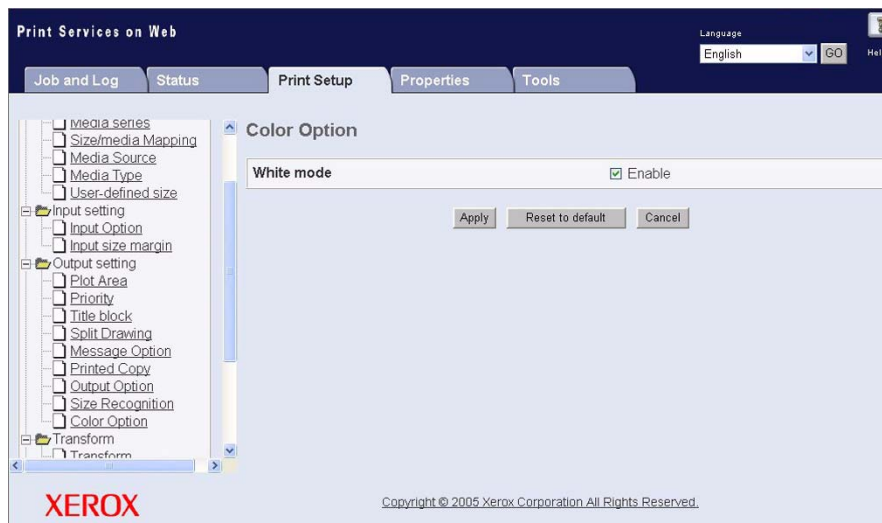 Print Services on Web
Language
English
GO
Hel
Job and Log
Status
Print Setup
Properties
Tools
Media series
Size/media Mapping
Media Source
Media Type
User-defined size
Input setting
Input Option
Input size margin
Output setting
Plot Area
Priority
Title block
Split Drawing
Message Option
Printed Copy
Output Option
Size Recognition
Color Option
Transform
Transform
Color Option
White mode
Enable
Apply
Reset to default
Cancel
XEROX
Copyright © 2005 Xerox Corporation All Rights Reserved.